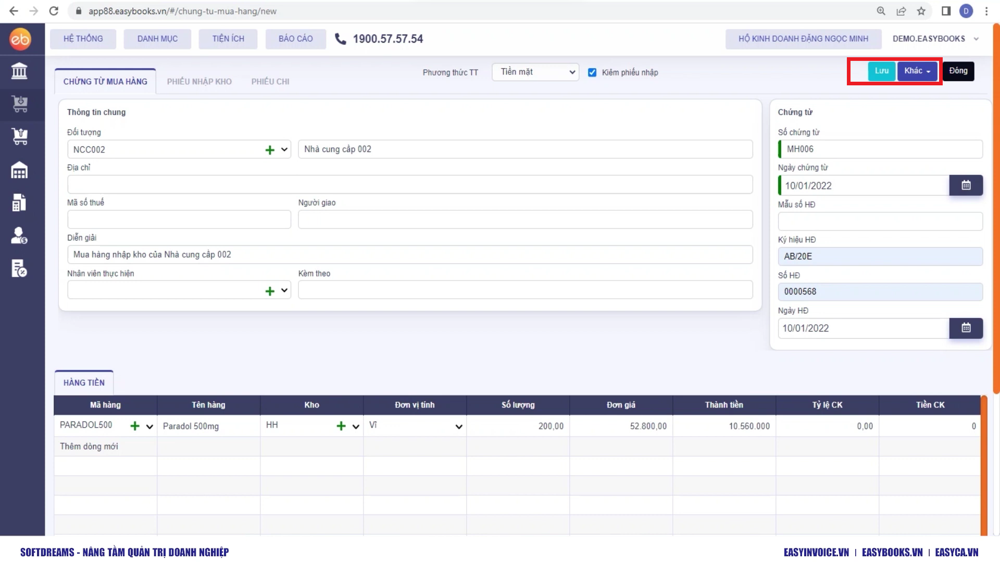 app88.easybooks.vn/#/chung-tu-mua-hang/new
D
eb
HỆ THỐNG
DANH MỤC
TIỆN ÍCH
BÁO CÁO
1900.57.57.54
HỘ KINH DOANH ĐẶNG NGỌC MINH
DEMO.EASYBOOKS
CHỨNG TỪ MUA HÀNG
PHIẾU NHẬP KHO
PHIẾU CHI
Phương thức TT
Tiền mặt
Kiêm phiếu nhập
Lưu
Khác
Đóng
Thông tin chung
Đối tượng
NCC002
Nhà cung cấp 002
Địa chỉ
Mã số thuế
Người giao
Diễn giải
Mua hàng nhập kho của Nhà cung cấp 002
Nhân viên thực hiện
Kèm theo
Chứng từ
Số chứng từ
MH006
Ngày chứng từ
10/01/2022
Mẫu số HĐ
Ký hiệu HĐ
AB/20E
Số HĐ
0000568
Ngày HĐ
10/01/2022
HÀNG TIỀN
Mã hàng Tên hàng Kho Đơn vị tính Số lượng Đơn giá Thành tiền Tỷ lệ CK Tiền CK
PARADOL500 Paradol 500mg HH Vỉ 200,00 52.800,00 10.560.000 0,00 0
Thêm dòng mới
SOFTDREAMS - NÂNG TẦM QUẢN TRỊ DOANH NGHIỆP
EASYINVOICE.VN | EASYBOOKS.VN | EASYCA.VN